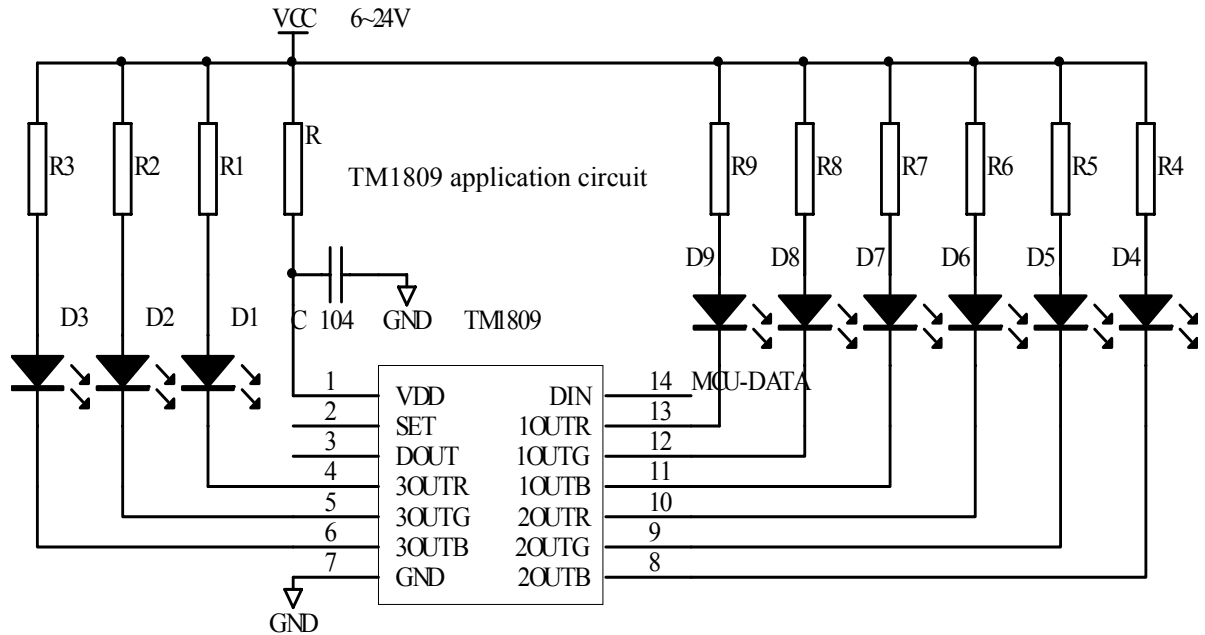 VCC 6~24V
R3 R2 R1 R R9 R8 R7 R6 R5 R4
TM1809 application circuit
D9 D8 D7 D6 D5 D4
D3 D2 D1 C 104 GND TM1809
1 VDD DIN 14 MCU-DATA
2 SET 1OUTR 13
3 DOUT 1OUTG 12
4 3OUTR 1OUTB 11
5 3OUTG 2OUTR 10
6 3OUTB 2OUTG 9
7 GND 2OUTB 8
GND